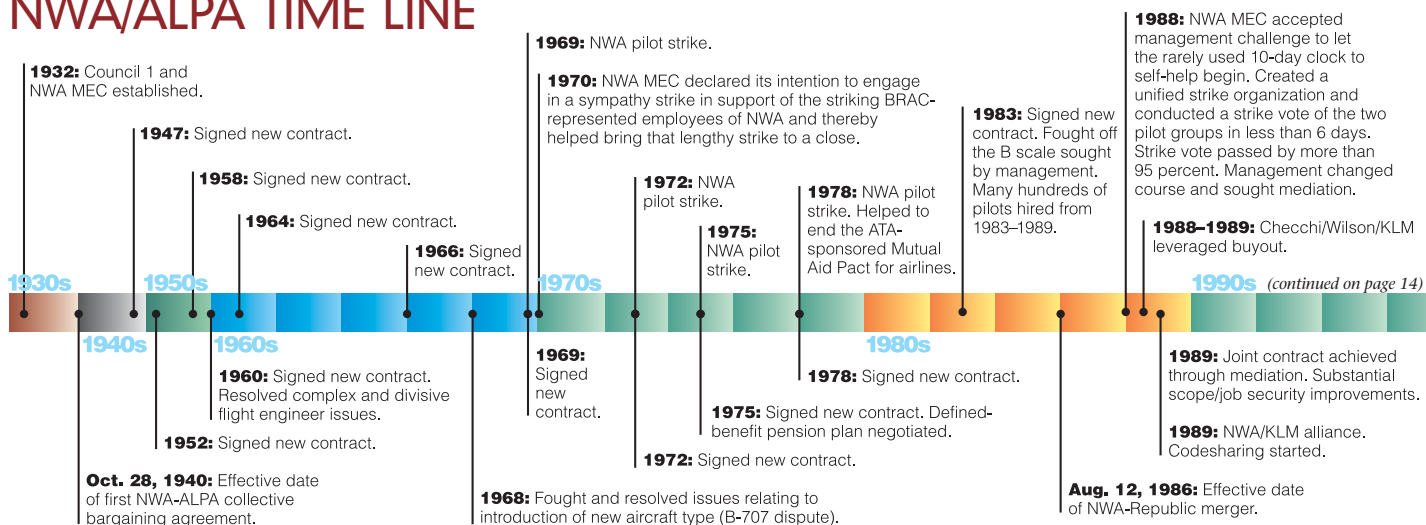 NWA/ALPA TIME LINE
1932: Council 1 and
NWA MEC established.
1947: Signed new contract.
1958: Signed new contract.
1964: Signed new contract.
1966: Signed
new contract.
1969: NWA pilot strike.
1970: NWA MEC declared its intention to engage
in a sympathy strike in support of the striking BRAC-
represented employees of NWA and thereby
helped bring that lengthy strike to a close.
1972: NWA
pilot strike.
1975:
NWA pilot
strike.
1978: NWA pilot
strike. Helped to
end the ATA-
sponsored Mutual
Aid Pact for airlines.
1983: Signed new
contract. Fought off
the B scale sought
by management.
Many hundreds of
pilots hired from
1983–1989.
1988: NWA MEC accepted
management challenge to let
the rarely used 10-day clock to
self-help begin. Created a
unified strike organization and
conducted a strike vote of the two
pilot groups in less than 6 days.
Strike vote passed by more than
95 percent. Management changed
course and sought mediation.
1988–1989: Checchi/Wilson/KLM
leveraged buyout.
1930s
1950s
1970s
1990s (continued on page 14)
1940s
1960s
1980s
Oct. 28, 1940: Effective date
of first NWA-ALPA collective
bargaining agreement.
1952: Signed new contract.
1960: Signed new contract.
Resolved complex and divisive
flight engineer issues.
1968: Fought and resolved issues relating to
introduction of new aircraft type (B-707 dispute).
1969:
Signed
new
contract.
1972: Signed new contract.
1975: Signed new contract. Defined-
benefit pension plan negotiated.
1978: Signed new contract.
Aug. 12, 1986: Effective date
of NWA-Republic merger.
1989: Joint contract achieved
through mediation. Substantial
scope/job security improvements.
1989: NWA/KLM alliance.
Codesharing started.